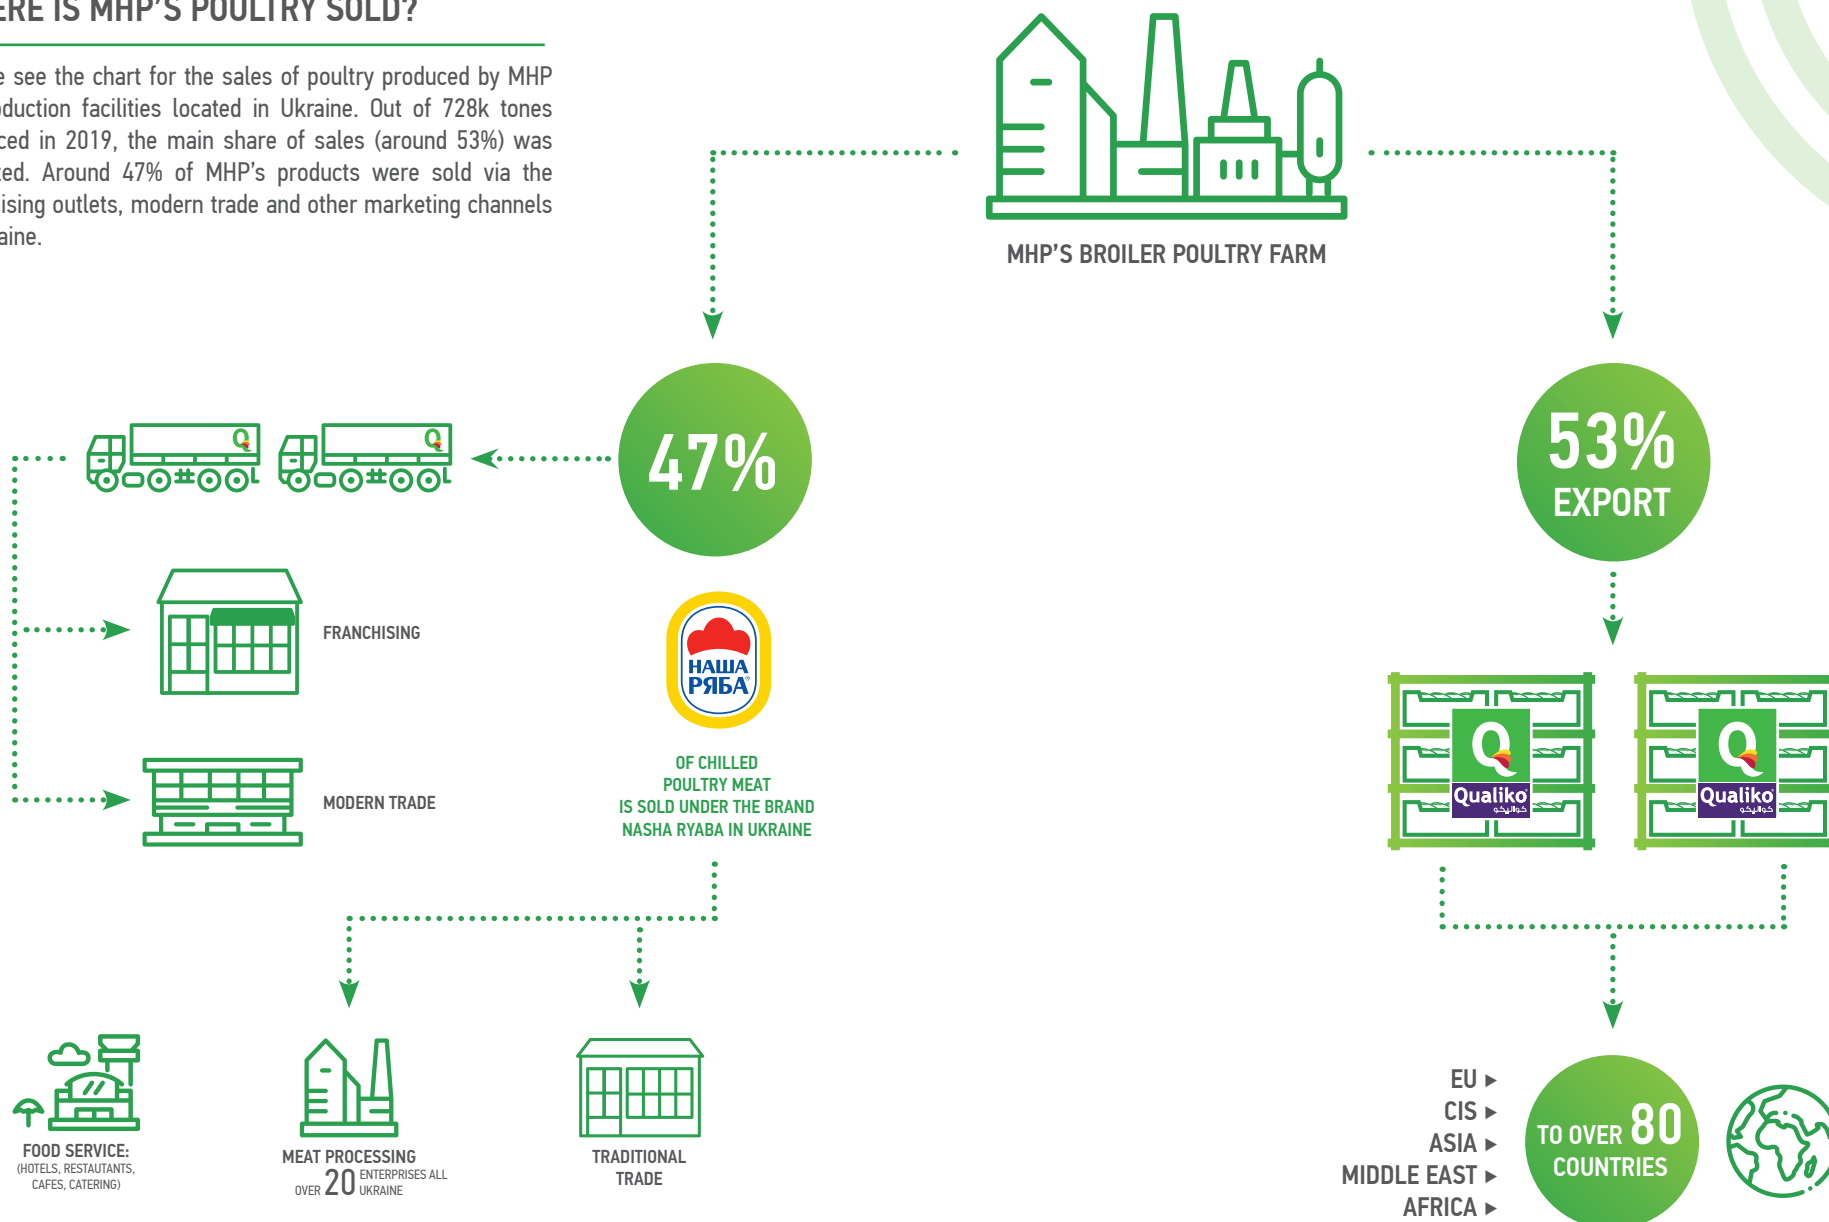 ERE IS MHP'S POULTRY SOLD?
e see the chart for the sales of poultry produced by MHP
oduction facilities located in Ukraine. Out of 728k tones
ced in 2019, the main share of sales (around 53%) was
ted. Around 47% of MHP's products were sold via the
ising outlets, modern trade and other marketing channels
aine.
MHP'S BROILER POULTRY FARM
47%
53%
EXPORT
Q
Q
FRANCHISING
MODERN TRADE
НАША
РЯБА®
OF CHILLED
POULTRY MEAT
IS SOLD UNDER THE BRAND
NASHA RYABA IN UKRAINE
Q
Qualiko
كواليكو
Q
Qualiko
كواليكو
FOOD SERVICE:
(HOTELS, RESTAUTANTS,
CAFES, CATERING)
MEAT PROCESSING
OVER 20 ENTERPRISES ALL
UKRAINE
TRADITIONAL
TRADE
EU
CIS
ASIA
MIDDLE EAST
AFRICA
TO OVER 80
COUNTRIES